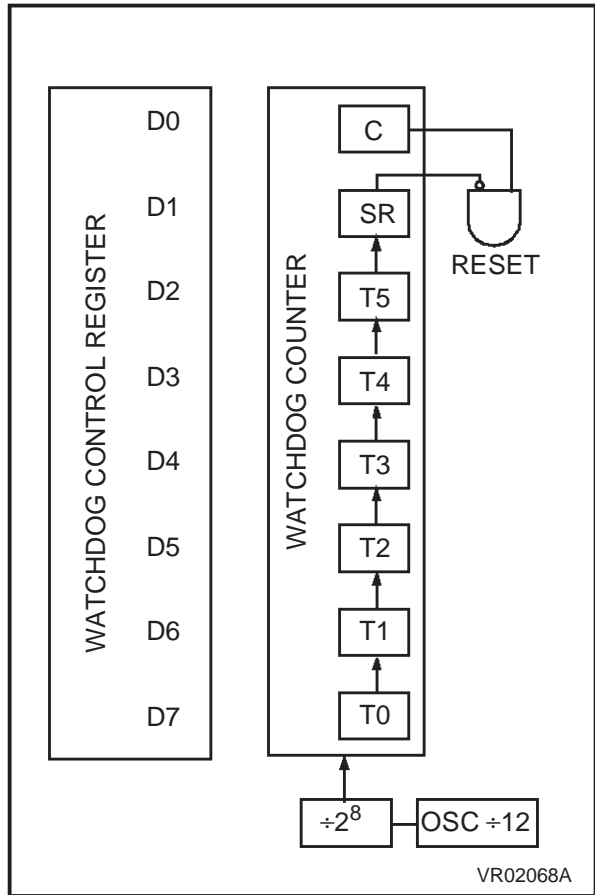 WATCHDOG CONTROL REGISTER
D0
D1
D2
D3
D4
D5
D6
D7
WATCHDOG COUNTER
C
SR
T5
T4
T3
T2
T1
T0
RESET
÷2⁸
OSC ÷12
VR02068A